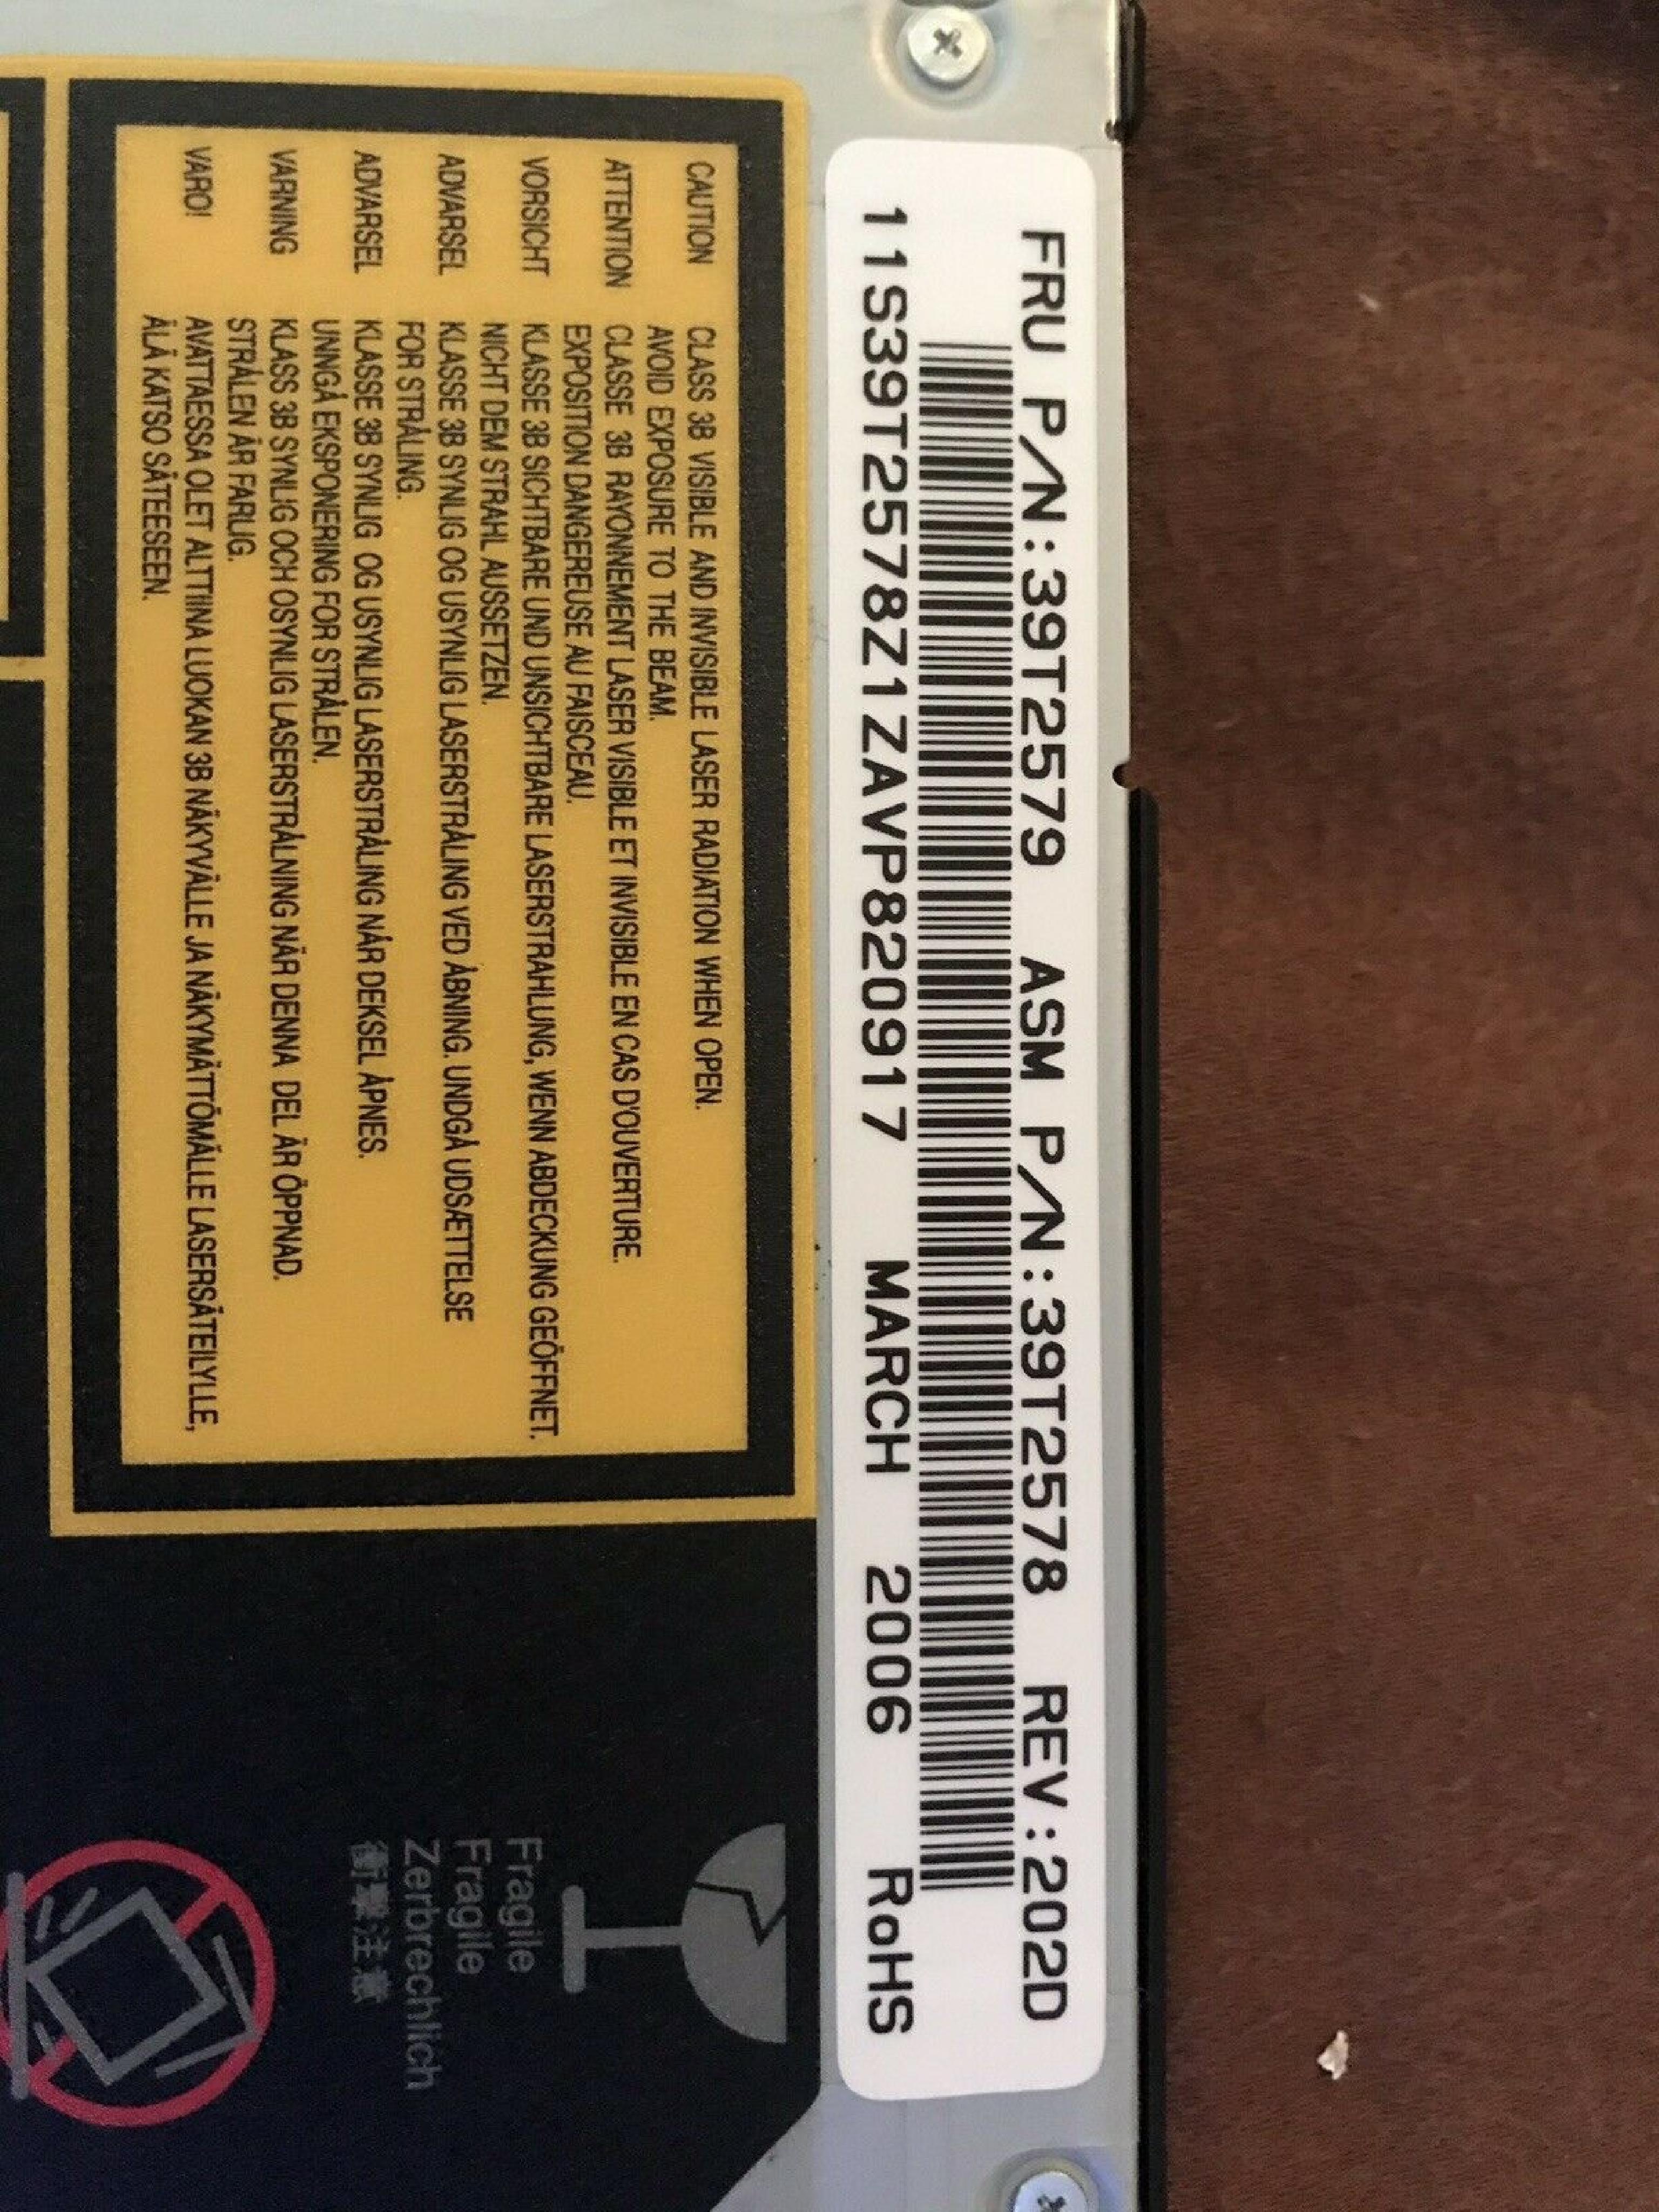 FRU P/N:39T2579 ASM P/N:39T2578 REV:202D
11S39T2578Z1ZAVP820917 MARCH 2006 RoHS
CAUTION CLASS 3B VISIBLE AND INVISIBLE LASER RADIATION WHEN OPEN.
AVOID EXPOSURE TO THE BEAM.
ATTENTION CLASSE 3B RAYONNEMENT LASER VISIBLE ET INVISIBLE EN CAS D'OUVERTURE.
EXPOSITION DANGEREUSE AU FAISCEAU.
VORSICHT KLASSE 3B SICHTBARE UND UNSICHTBARE LASERSTRAHLUNG, WENN ABDECKUNG GEÖFFNET.
NICHT DEM STRAHL AUSSETZEN.
ADVARSEL KLASSE 3B SYNLIG OG USYNLIG LASERSTRÅLING VED ÅBNING. UNDGÅ UDSÆTTELSE
FOR STRÅLING.
ADVARSEL KLASSE 3B SYNLIG OG USYNLIG LASERSTRÅLING NÅR DEKSEL ÅPNES.
UNNGÅ EKSPONERING FOR STRÅLEN.
VARNING KLASS 3B SYNLIG OCH OSYNLIG LASERSTRÅLNING NÄR DENNA DEL ÄR ÖPPNAD.
STRÅLEN ÄR FARLIG.
VARO! AVATTAESSA OLET ALTTIINA LUOKAN 3B NÄKYVÄLLE JA NÄKYMÄTTÖMÄLLE LASERSÄTEILYLLE,
ÄLÄ KATSO SÄTEESEEN.
Fragile
Fragile
Zerbrechlich
衝撃注意